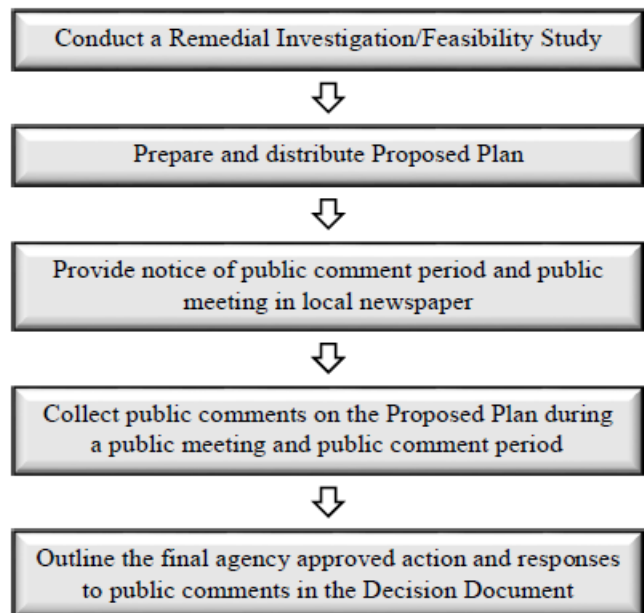 Conduct a Remedial Investigation/Feasibility Study
Prepare and distribute Proposed Plan
Provide notice of public comment period and public
meeting in local newspaper
Collect public comments on the Proposed Plan during
a public meeting and public comment period
Outline the final agency approved action and responses
to public comments in the Decision Document